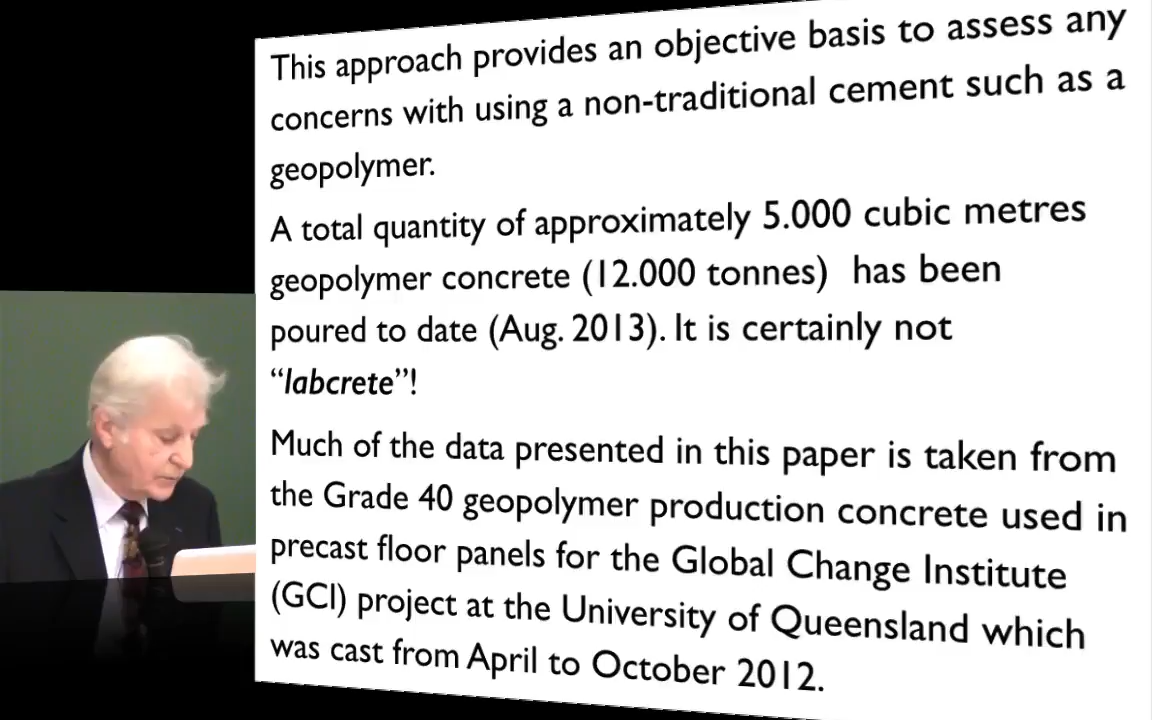 This approach provides an objective basis to assess any
concerns with using a non-traditional cement such as a
geopolymer.
A total quantity of approximately 5.000 cubic metres
geopolymer concrete (12.000 tonnes) has been
poured to date (Aug. 2013). It is certainly not
“labcrete”!
Much of the data presented in this paper is taken from
the Grade 40 geopolymer production concrete used in
precast floor panels for the Global Change Institute
(GCI) project at the University of Queensland which
was cast from April to October 2012.